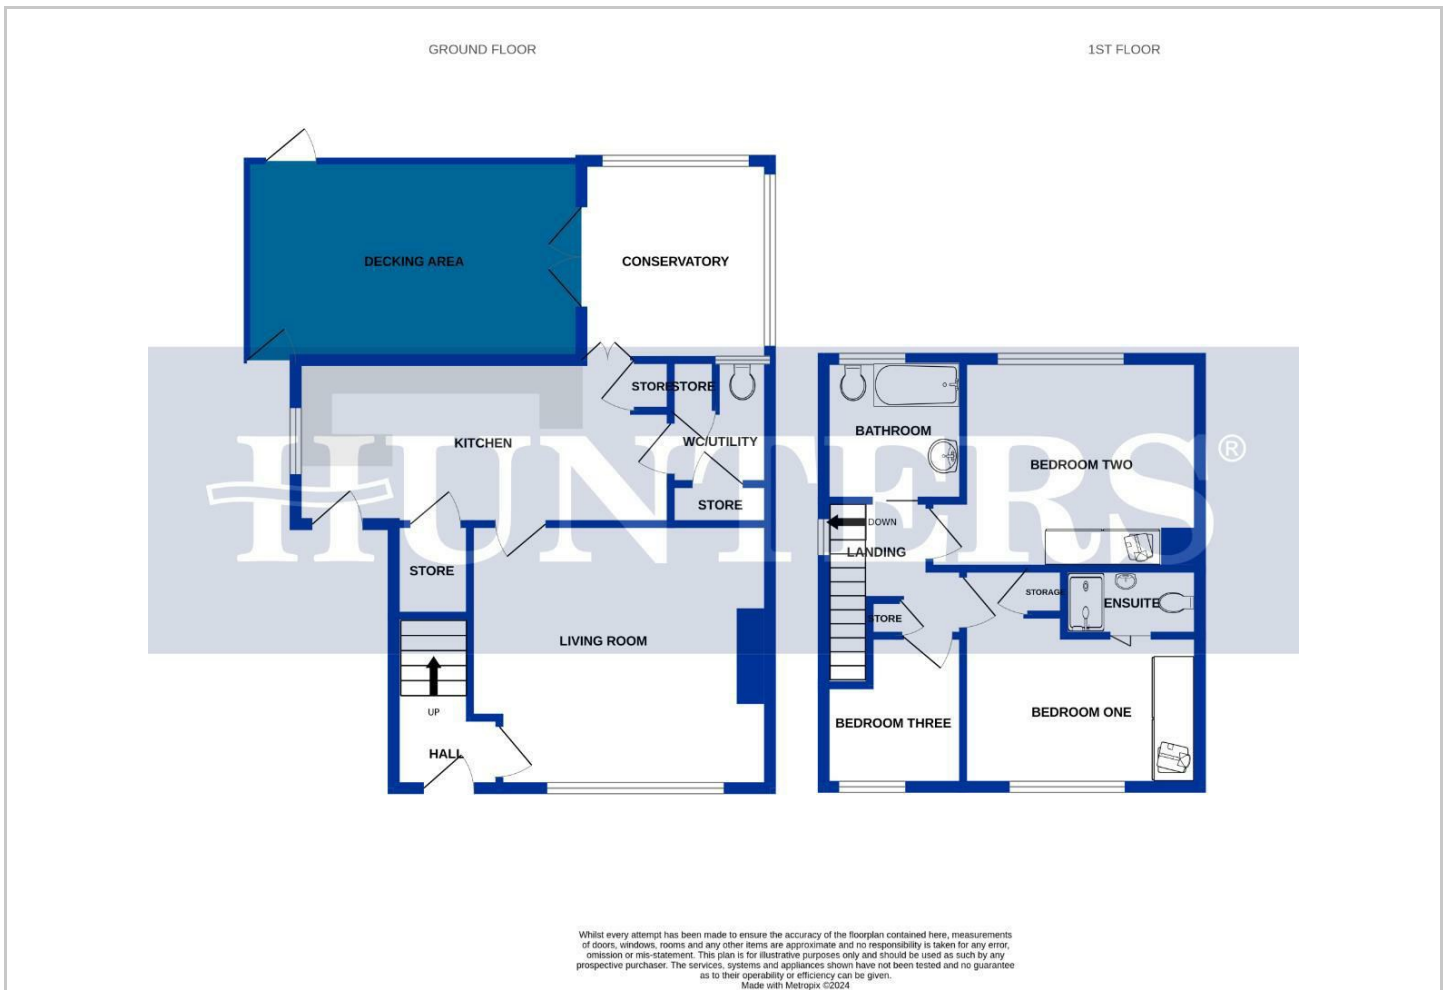 GROUND FLOOR
1ST FLOOR
DECKING AREA
CONSERVATORY
STORE
STORE
KITCHEN
WC/UTILITY
STORE
STORE
LIVING ROOM
UP
HALL
BATHROOM
BEDROOM TWO
DOWN
LANDING
STORAGE
ENSUITE
STORE
BEDROOM THREE
BEDROOM ONE
HUNTERS®
Whilst every attempt has been made to ensure the accuracy of the floorplan contained here, measurements
of doors, windows, rooms and any other items are approximate and no responsibility is taken for any error,
omission or mis-statement. This plan is for illustrative purposes only and should be used as such by any
prospective purchaser. The services, systems and appliances shown have not been tested and no guarantee
as to their operability or efficiency can be given.
Made with Metropix ©2024